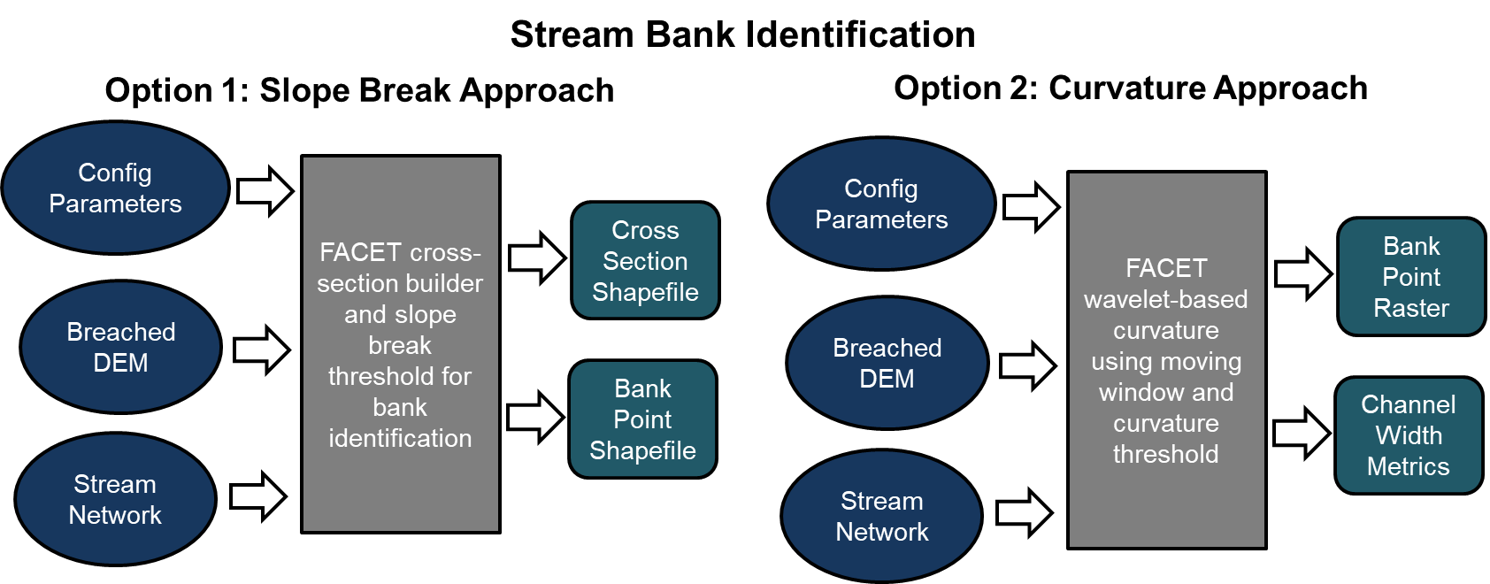 Stream Bank Identification
Option 1: Slope Break Approach
Config
Parameters
Breached
DEM
Stream
Network
FACET cross-
section builder
and slope
break
threshold for
bank
identification
Cross
Section
Shapefile
Bank
Point
Shapefile
Option 2: Curvature Approach
Config
Parameters
Breached
DEM
Stream
Network
FACET
wavelet-based
curvature
using moving
window and
curvature
threshold
Bank
Point
Raster
Channel
Width
Metrics